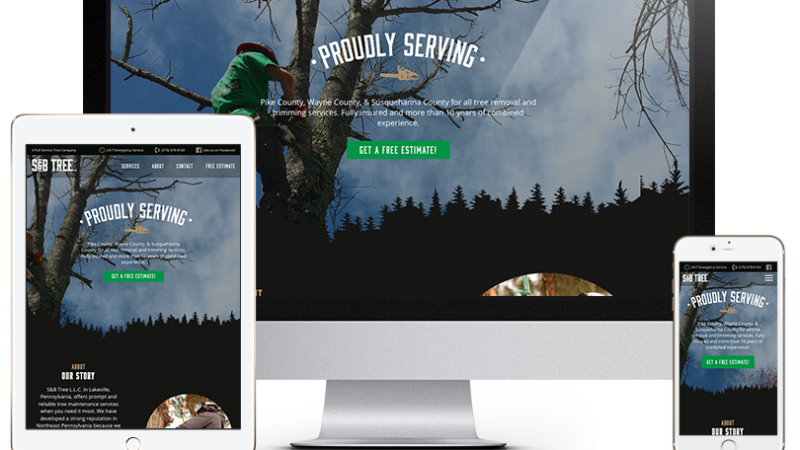 PROUDLY SERVING
Pike County, Wayne County, & Susquehanna County for all tree removal and
trimming services. Fully insured and more than 10 years of combined
experience.
GET A FREE ESTIMATE!
A Full Service Tree Company
24/7 Emergency Service
Like us on Facebook!
S&B TREE
SERVICES
ABOUT
CONTACT
FREE ESTIMATE
PROUDLY SERVING
Pike County, Wayne County, & Susquehanna
County for all tree removal and trimming services.
Fully insured and more than 10 years of combined
experience.
GET A FREE ESTIMATE!
ABOUT
OUR STORY
S&B Tree L.L.C. in Lakeville,
Pennsylvania, offers prompt and
reliable tree maintenance services
when you need it most. We have
developed a strong reputation in
Northeast Pennsylvania because we
24/7 Emergency Service
S&B TREE
PROUDLY SERVING
Pike County, Wayne County, &
Susquehanna County for all tree
removal and trimming services. Fully
insured and more than 10 years of
combined experience.
GET A FREE ESTIMATE!
ABOUT
OUR STORY